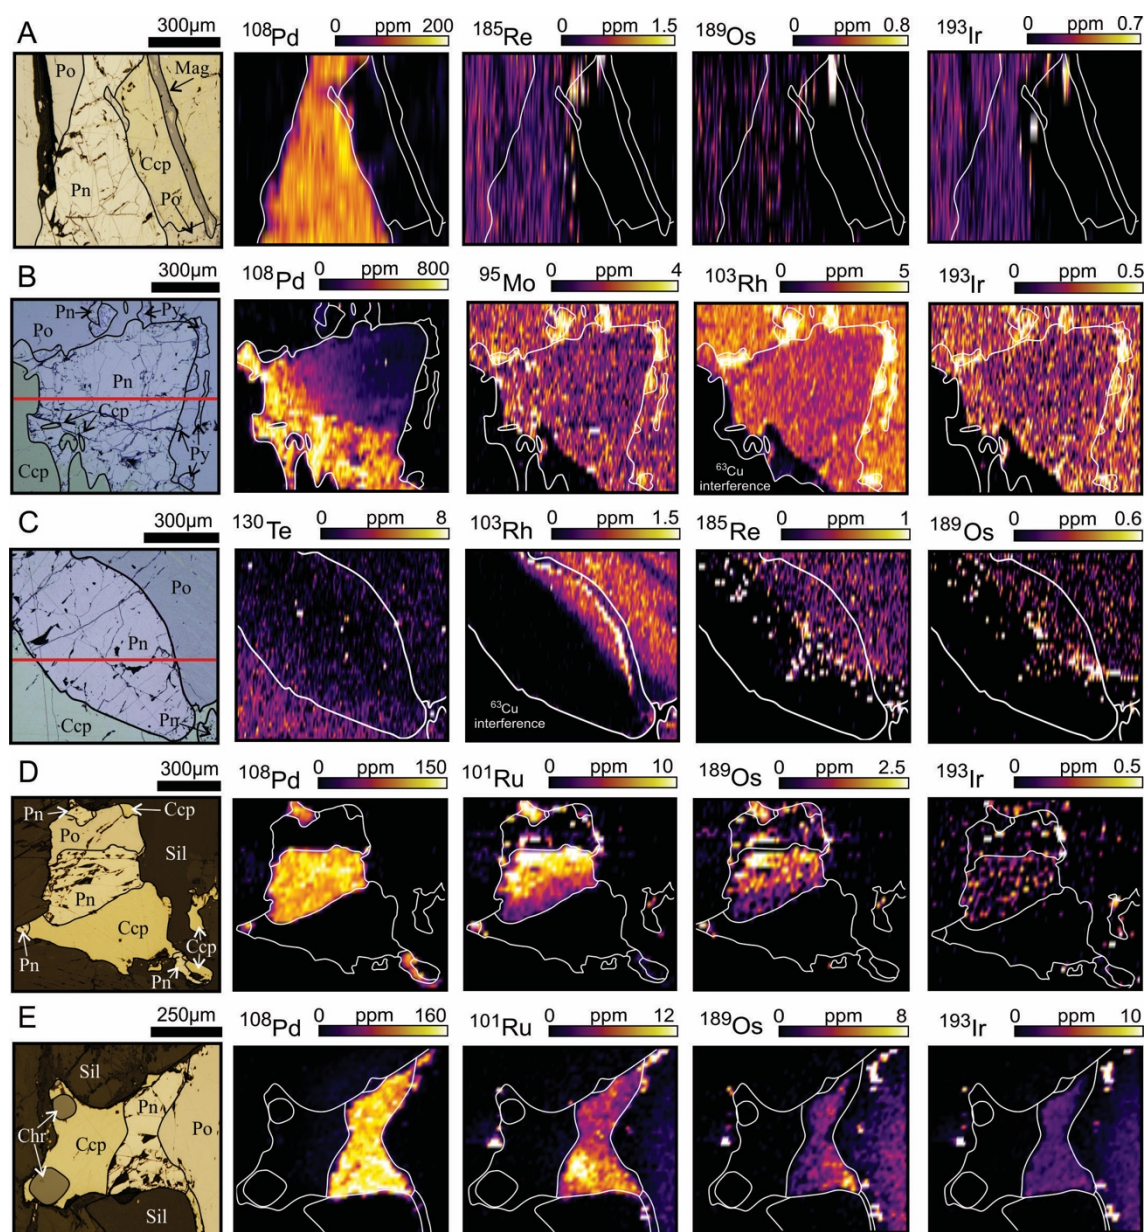 A
300µm
108Pd 0 ppm 200
185Re 0 ppm 1.5
189Os 0 ppm 0.8
193Ir 0 ppm 0.7
Po
Mag
Ccp
Pn
Po
B
300µm
108Pd 0 ppm 800
95Mo 0 ppm 4
103Rh 0 ppm 5
193Ir 0 ppm 0.5
Pn
Py
Po
Pn
Ccp
Ccp
Py
63Cu
interference
C
300µm
130Te 0 ppm 8
103Rh 0 ppm 1.5
185Re 0 ppm 1
189Os 0 ppm 0.6
Po
Pn
Ccp
Pn
63Cu
interference
D
300µm
108Pd 0 ppm 150
101Ru 0 ppm 10
189Os 0 ppm 2.5
193Ir 0 ppm 0.5
Pn
Ccp
Po
Sil
Pn
Ccp
Pn
Ccp
Pn
E
250µm
108Pd 0 ppm 160
101Ru 0 ppm 12
189Os 0 ppm 8
193Ir 0 ppm 10
Sil
Pn
Chr
Ccp
Po
Sil